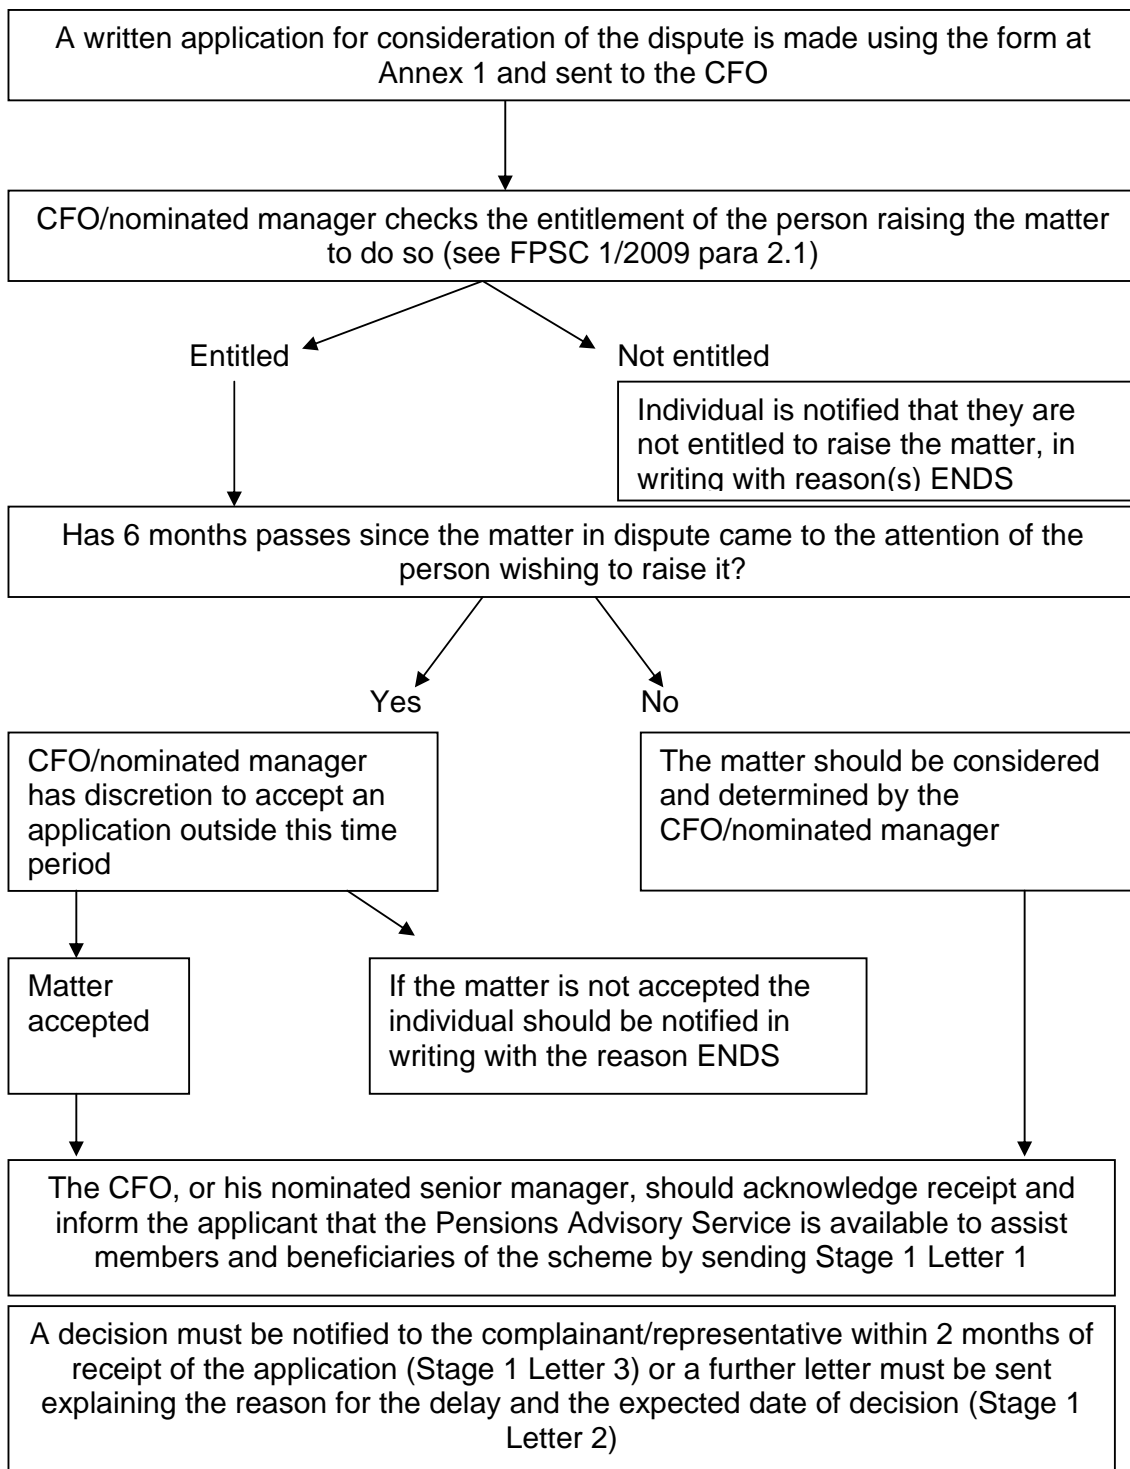 A written application for consideration of the dispute is made using the form at
Annex 1 and sent to the CFO
CFO/nominated manager checks the entitlement of the person raising the matter
to do so (see FPSC 1/2009 para 2.1)
Entitled
Not entitled
Individual is notified that they are
not entitled to raise the matter, in
writing with reason(s) ENDS
Has 6 months passes since the matter in dispute came to the attention of the
person wishing to raise it?
Yes
No
CFO/nominated manager
has discretion to accept an
application outside this time
period
The matter should be considered
and determined by the
CFO/nominated manager
Matter
accepted
If the matter is not accepted the
individual should be notified in
writing with the reason ENDS
The CFO, or his nominated senior manager, should acknowledge receipt and
inform the applicant that the Pensions Advisory Service is available to assist
members and beneficiaries of the scheme by sending Stage 1 Letter 1
A decision must be notified to the complainant/representative within 2 months of
receipt of the application (Stage 1 Letter 3) or a further letter must be sent
explaining the reason for the delay and the expected date of decision (Stage 1
Letter 2)